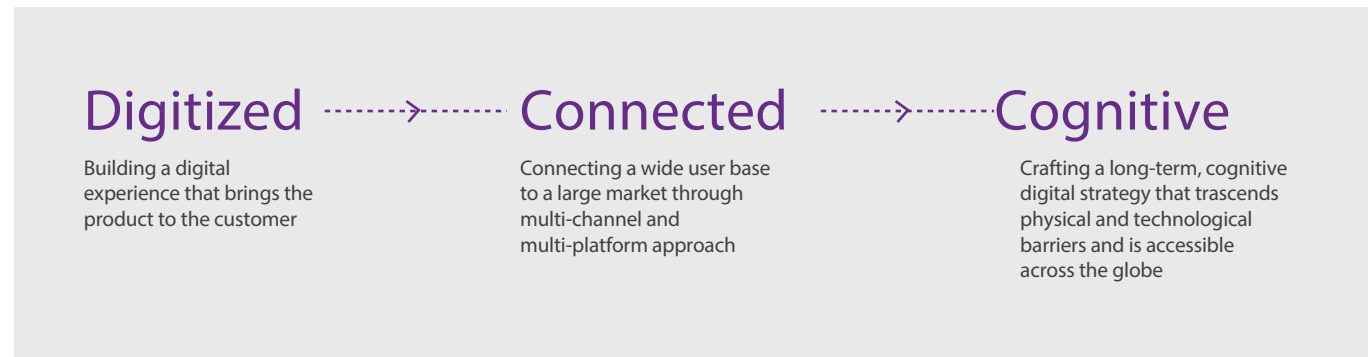 Digitized
Building a digital
experience that brings the
product to the customer
Connected
Connecting a wide user base
to a large market through
multi-channel and
multi-platform approach
Cognitive
Crafting a long-term, cognitive
digital strategy that trascends
physical and technological
barriers and is accessible
across the globe